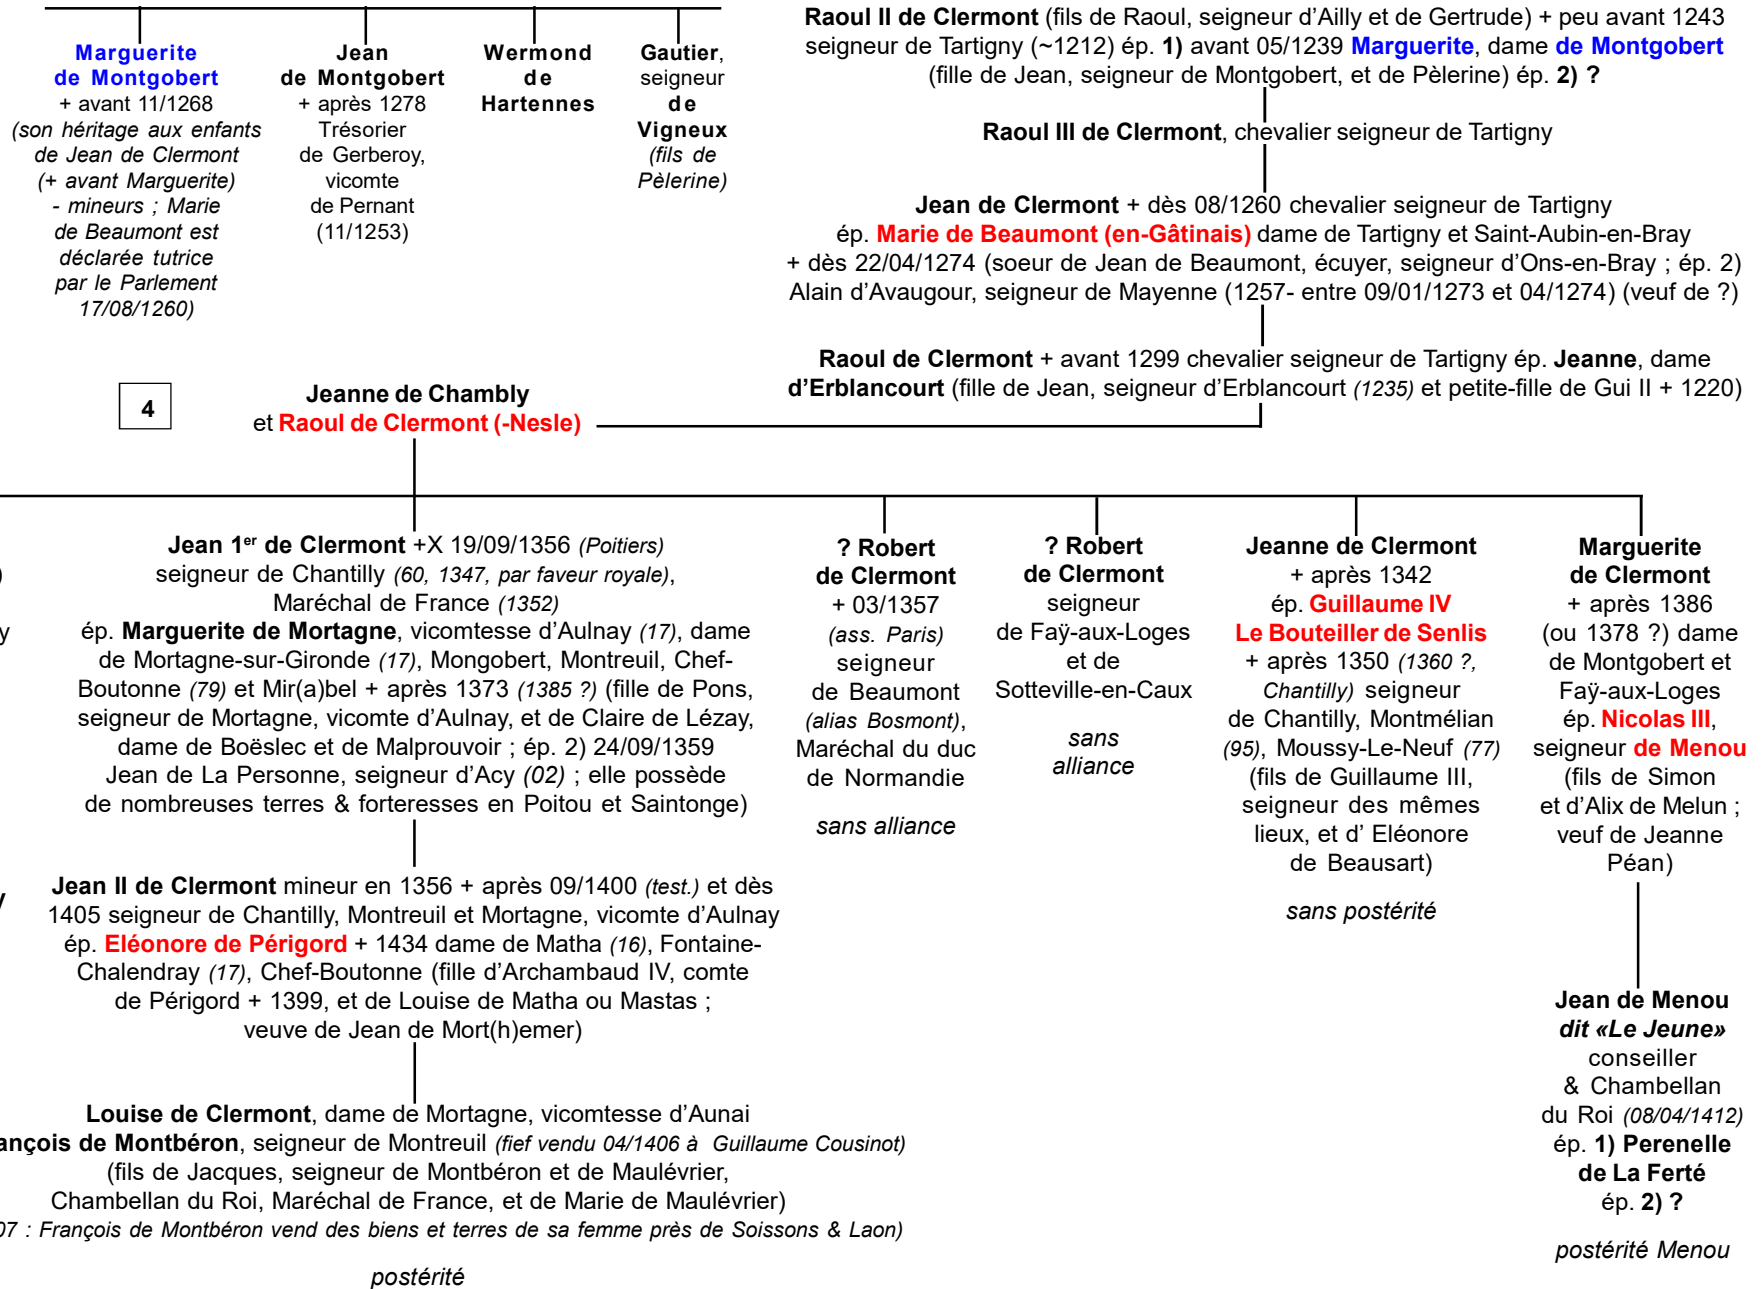 Marguerite
de Montgobert
+ avant 11/1268
(son héritage aux enfants
de Jean de Clermont
(+ avant Marguerite)
- mineurs ; Marie
de Beaumont est
déclarée tutrice
par le Parlement
17/08/1260)
Jean
de Montgobert
+ après 1278
Trésorier
de Gerberoy,
vicomte
de Pernant
(11/1253)
Wermond
de
Hartennes
Gautier,
seigneur
de
Vigneux
(fils de
Pèlerine)
Raoul II de Clermont (fils de Raoul, seigneur d'Ailly et de Gertrude) + peu avant 1243
seigneur de Tartigny (~1212) ép. 1) avant 05/1239 Marguerite, dame de Montgobert
(fille de Jean, seigneur de Montgobert, et de Pèlerine) ép. 2) ?
Raoul III de Clermont, chevalier seigneur de Tartigny
Jean de Clermont + dès 08/1260 chevalier seigneur de Tartigny
ép. Marie de Beaumont (en-Gâtinais) dame de Tartigny et Saint-Aubin-en-Bray
+ dès 22/04/1274 (soeur de Jean de Beaumont, écuyer, seigneur d'Ons-en-Bray ; ép. 2)
Alain d'Avaugour, seigneur de Mayenne (1257- entre 09/01/1273 et 04/1274) (veuf de ?)
Raoul de Clermont + avant 1299 chevalier seigneur de Tartigny ép. Jeanne, dame
d'Erblancourt (fille de Jean, seigneur d'Erblancourt (1235) et petite-fille de Gui II + 1220)
4
Jeanne de Chambly
et Raoul de Clermont (-Nesle)
)
y
y
Jean 1er de Clermont +X 19/09/1356 (Poitiers)
seigneur de Chantilly (60, 1347, par faveur royale),
Maréchal de France (1352)
ép. Marguerite de Mortagne, vicomtesse d'Aulnay (17), dame
de Mortagne-sur-Gironde (17), Mongobert, Montreuil, Chef-
Boutonne (79) et Mir(a)bel + après 1373 (1385 ?) (fille de Pons,
seigneur de Mortagne, vicomte d'Aulnay, et de Claire de Lézay,
dame de Boëslec et de Malprouvoir ; ép. 2) 24/09/1359
Jean de La Personne, seigneur d'Acy (02) ; elle possède
de nombreuses terres & forteresses en Poitou et Saintonge)
Jean II de Clermont mineur en 1356 + après 09/1400 (test.) et dès
1405 seigneur de Chantilly, Montreuil et Mortagne, vicomte d'Aulnay
ép. Eléonore de Périgord + 1434 dame de Matha (16), Fontaine-
Chalendray (17), Chef-Boutonne (fille d'Archambaud IV, comte
de Périgord + 1399, et de Louise de Matha ou Mastas ;
veuve de Jean de Mort(h)emer)
Louise de Clermont, dame de Mortagne, vicomtesse d'Aunai
ançois de Montbéron, seigneur de Montreuil (fief vendu 04/1406 à Guillaume Cousinot)
(fils de Jacques, seigneur de Montbéron et de Maulévrier,
Chambellan du Roi, Maréchal de France, et de Marie de Maulévrier)
07 : François de Montbéron vend des biens et terres de sa femme près de Soissons & Laon)
postérité
? Robert
de Clermont
+ 03/1357
(ass. Paris)
seigneur
de Beaumont
(alias Bosmont),
Maréchal du duc
de Normandie
sans alliance
? Robert
de Clermont
seigneur
de Faÿ-aux-Loges
et de
Sotteville-en-Caux
sans
alliance
Jeanne de Clermont
+ après 1342
ép. Guillaume IV
Le Bouteiller de Senlis
+ après 1350 (1360 ?,
Chantilly) seigneur
de Chantilly, Montmélian
(95), Moussy-Le-Neuf (77)
(fils de Guillaume III,
seigneur des mêmes
lieux, et d' Eléonore
de Beausart)
sans postérité
Marguerite
de Clermont
+ après 1386
(ou 1378 ?) dame
de Montgobert et
Faÿ-aux-Loges
ép. Nicolas III,
seigneur de Menou
(fils de Simon
et d'Alix de Melun ;
veuf de Jeanne
Péan)
Jean de Menou
dit «Le Jeune»
conseiller
& Chambellan
du Roi (08/04/1412)
ép. 1) Perenelle
de La Ferté
ép. 2) ?
postérité Menou